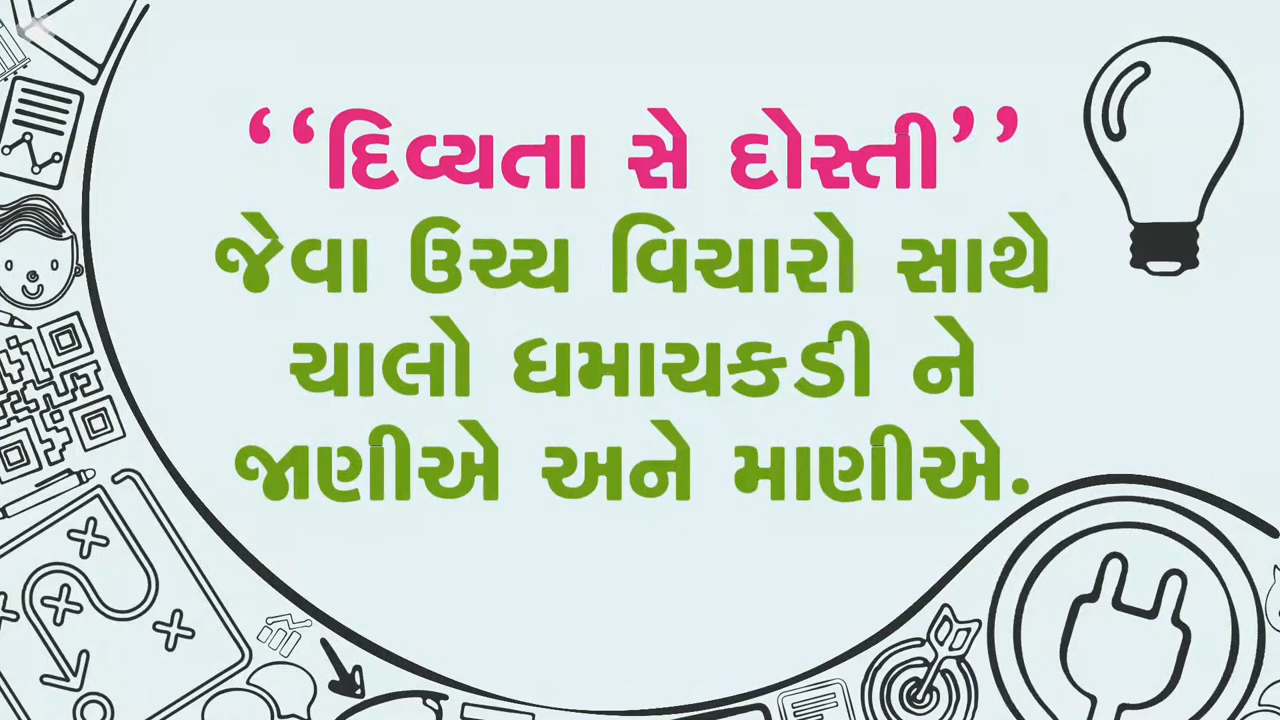 ‘‘દિવ્યતા સે દોસ્તી’’
જેવા ઉચ્ચ વિચારો સાથે
ચાલો ધમાચકડી ને
જાણીએ અને માણીએ.